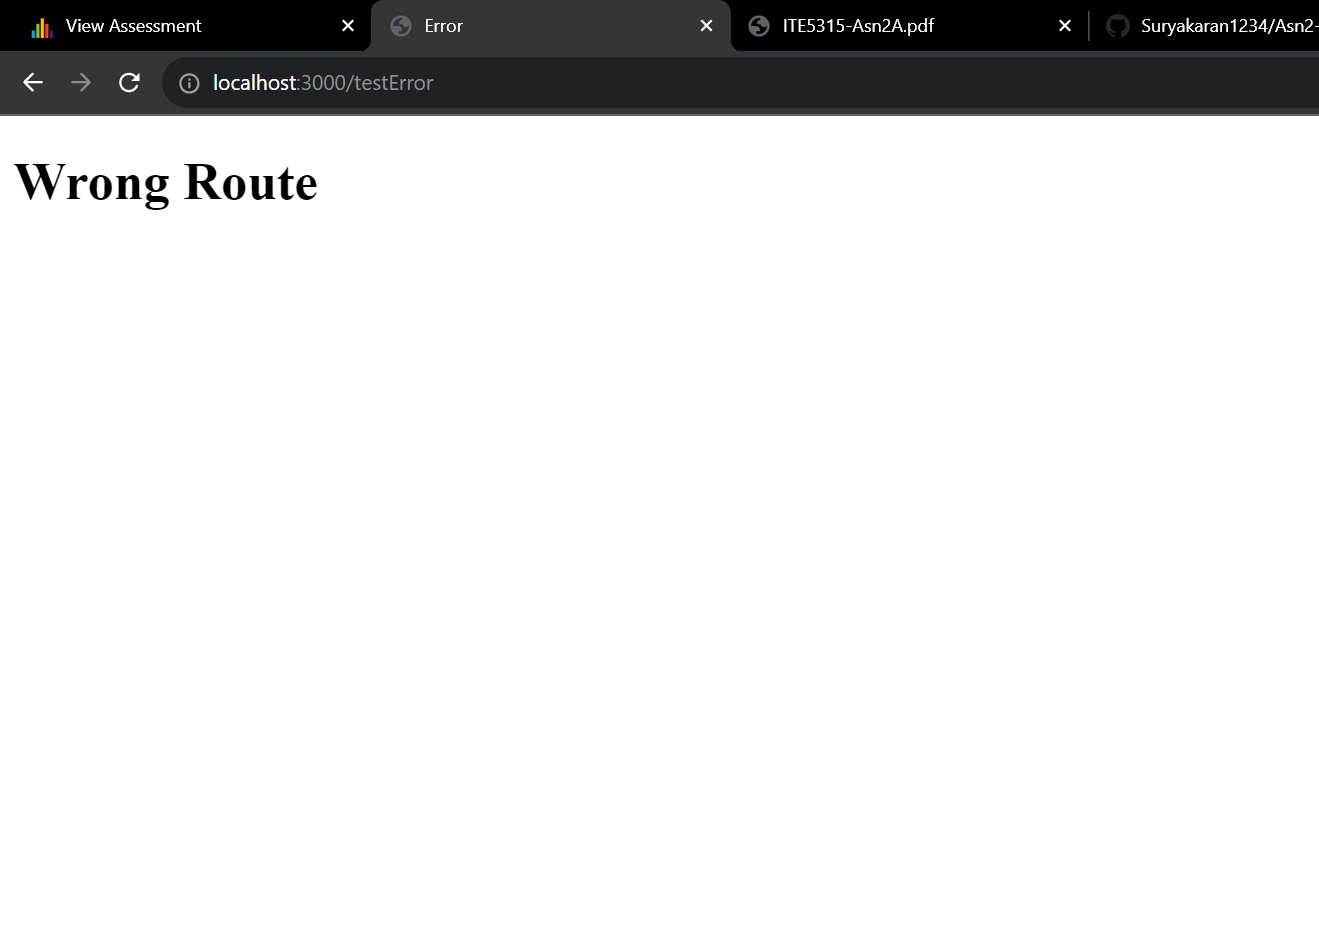 View Assessment
Error
ITE5315-Asn2A.pdf
Suryakaran1234/Asn2-
localhost:3000/testError
Wrong Route